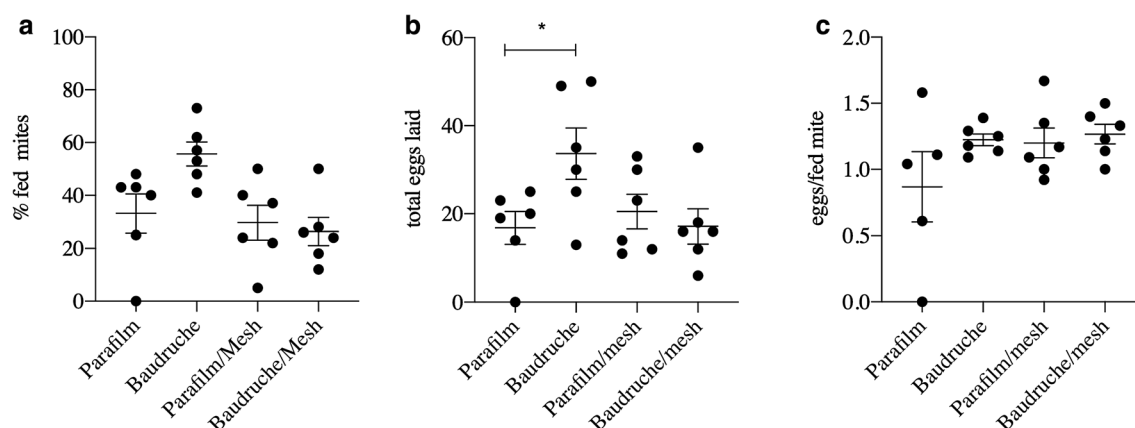 a
100
80
60
40
20
0
% fed mites
Parafilm
Baudruche
Parafilm/Mesh
Baudruche/Mesh
b
*
60
40
20
0
total eggs laid
Parafilm
Baudruche
Parafilm/mesh
Baudruche/mesh
c
2.0
1.5
1.0
0.5
0.0
eggs/fed mite
Parafilm
Baudruche
Parafilm/mesh
Baudruche/mesh